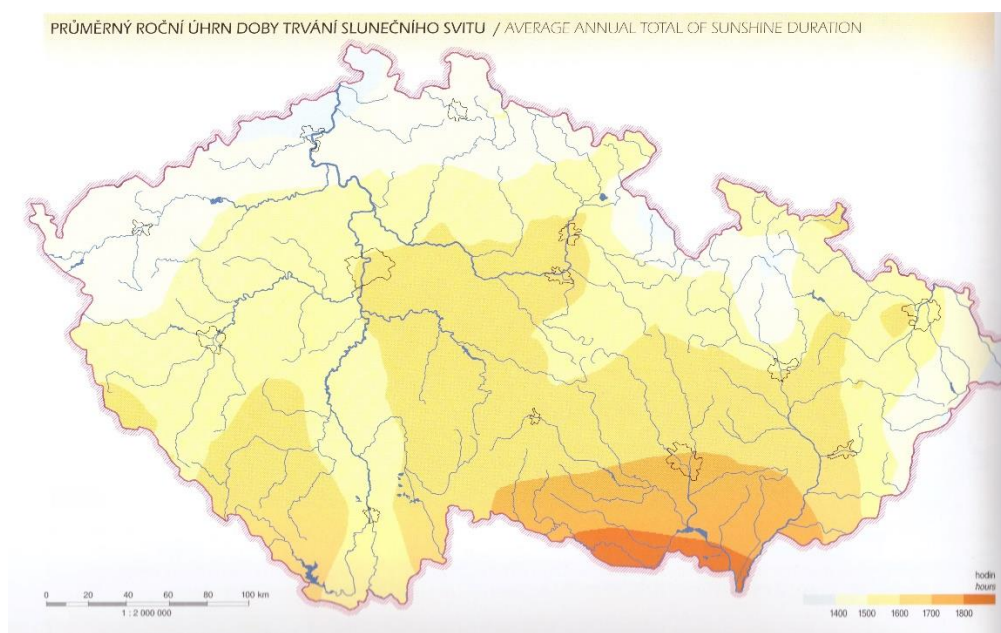 PRŮMĚRNÝ ROČNÍ ÚHRN DOBY TRVÁNÍ SLUNEČNÍHO SVITU / AVERAGE ANNUAL TOTAL OF SUNSHINE DURATION
0 20 40 60 80 100 km
1 : 2 000 000
hodin
hours
1400 1500 1600 1700 1800